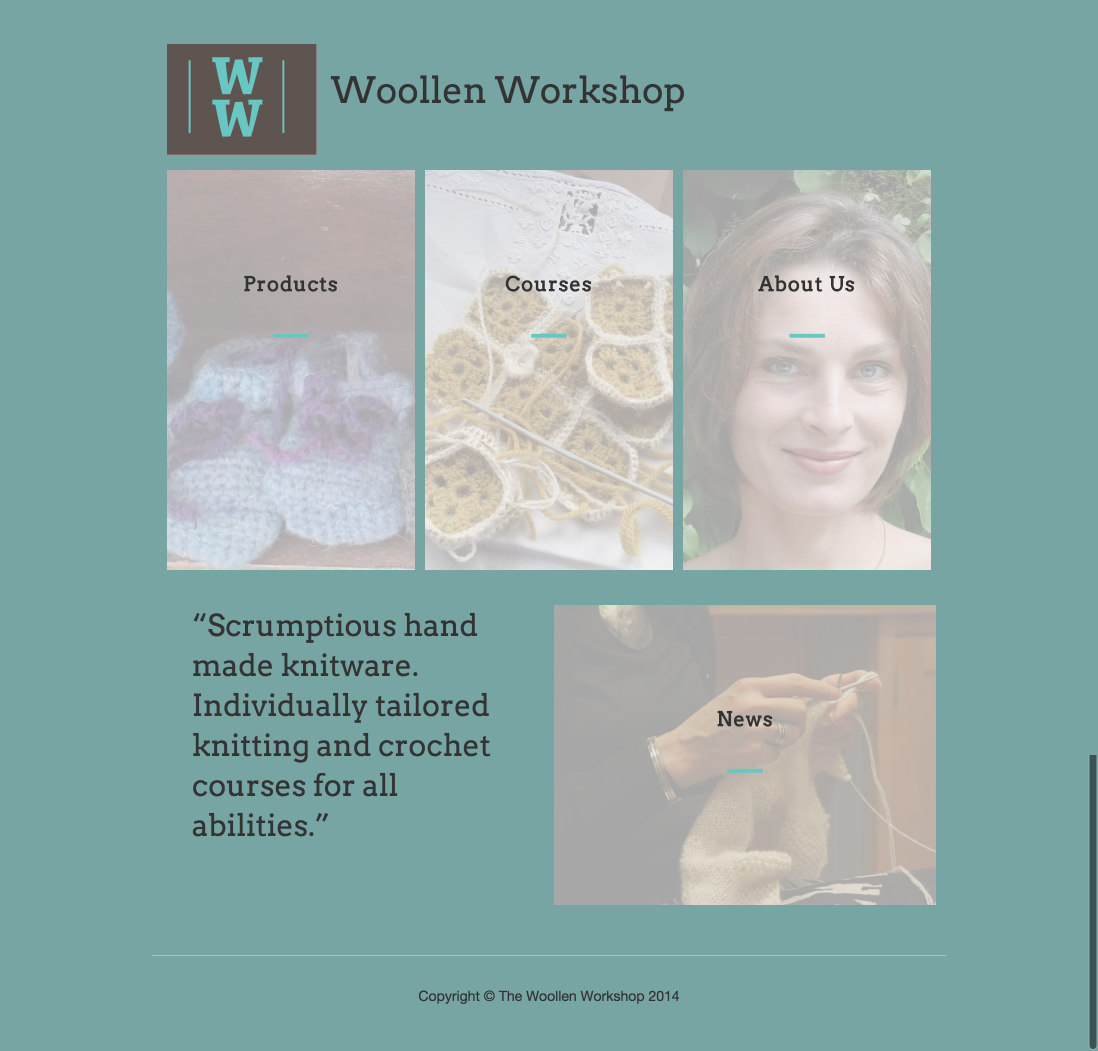 W
W
Woollen Workshop
Products
Courses
About Us
“Scrumptious hand
made knitware.
Individually tailored
knitting and crochet
courses for all
abilities.”
News
Copyright © The Woollen Workshop 2014